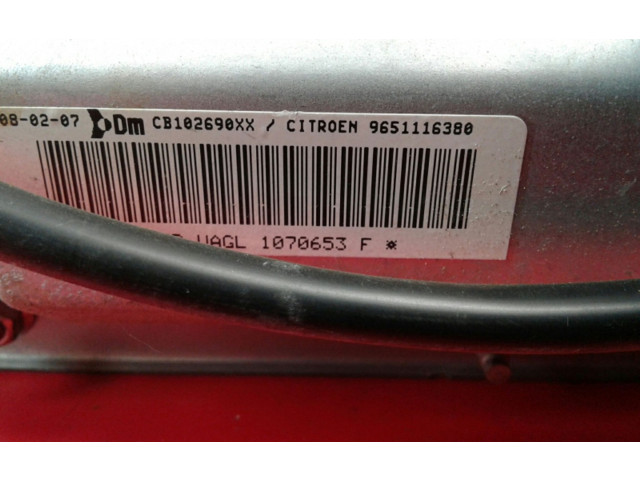 08-02-07 Dm CB102690XX / CITROEN 9651116380
UAGL 1070653 F ※